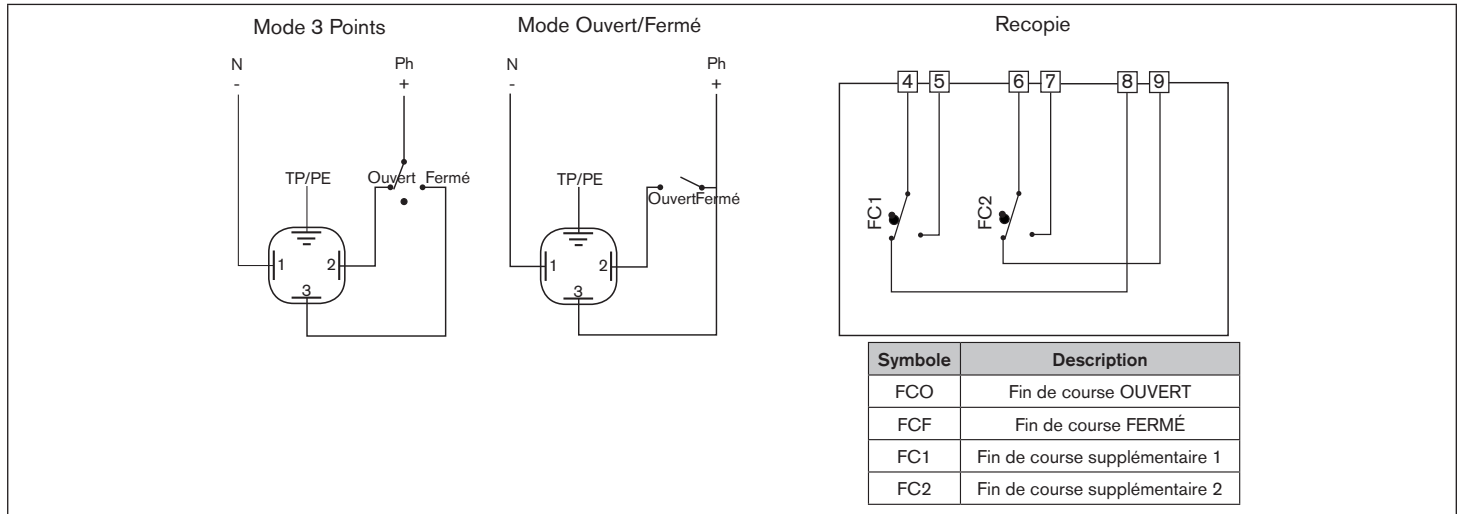 Mode 3 Points
N
-
Ph
+
TP/PE
Ouvert Fermé
1
2
3
Mode Ouvert/Fermé
N
-
Ph
+
TP/PE
OuvertFermé
1
2
3
Recopie
4 5 6 7 8 9
FC1
FC2
Symbole Description
FCO Fin de course OUVERT
FCF Fin de course FERMÉ
FC1 Fin de course supplémentaire 1
FC2 Fin de course supplémentaire 2